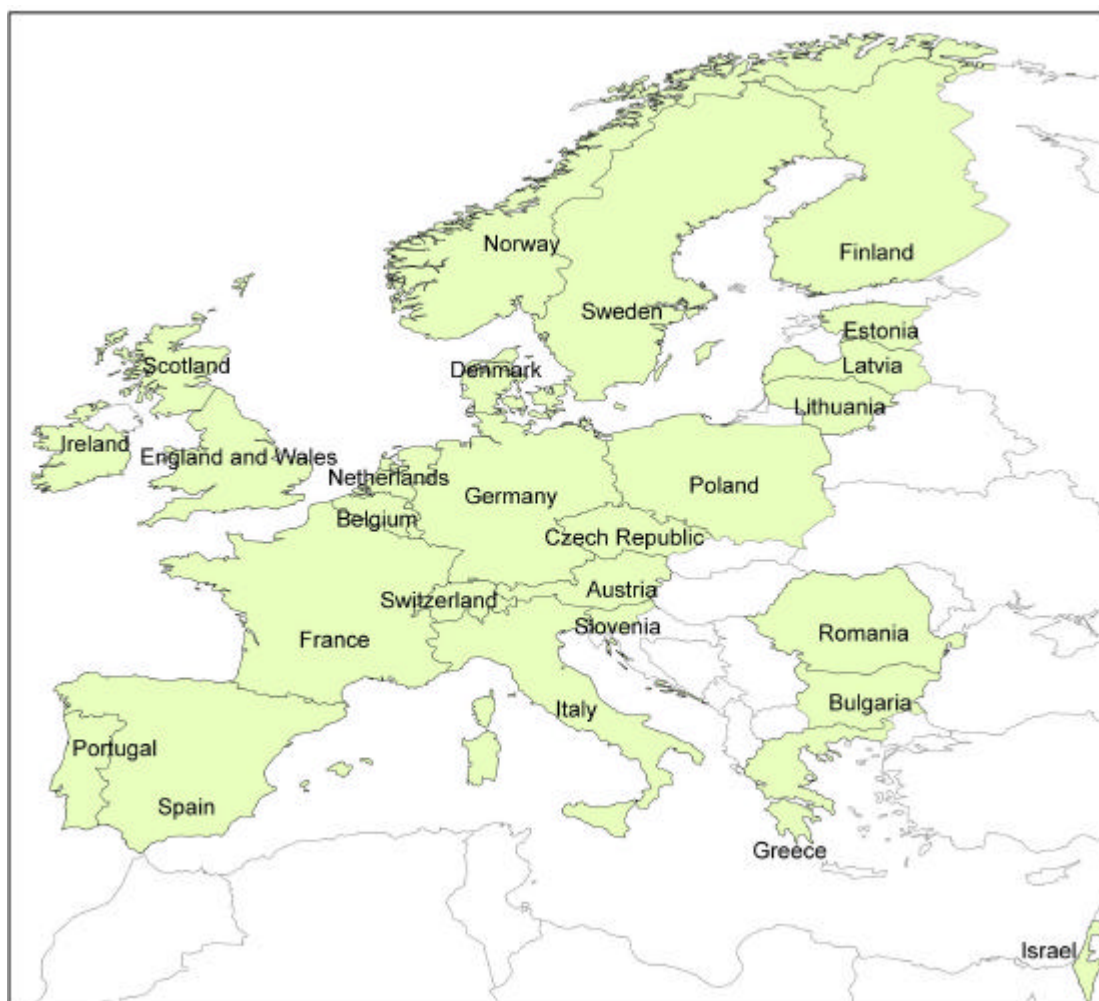 Norway
Finland
Sweden
Estonia
Scotland
Denmark
Latvia
Lithuania
Ireland
England and Wales
Netherlands
Germany
Poland
Belgium
Czech Republic
Austria
Switzerland
Slovenia
France
Romania
Italy
Bulgaria
Portugal
Spain
Greece
Israel